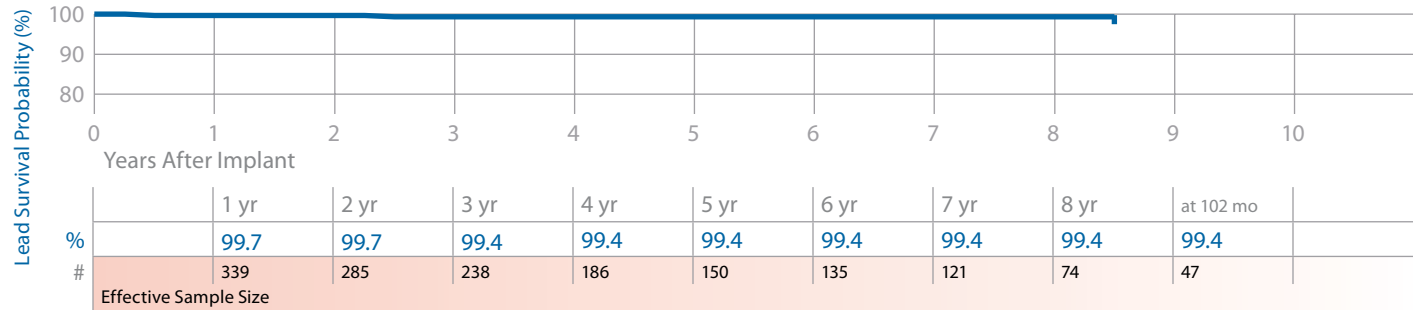 Lead Survival Probability (%)
100
90
80
0 1 2 3 4 5 6 7 8 9 10
Years After Implant
1 yr 2 yr 3 yr 4 yr 5 yr 6 yr 7 yr 8 yr at 102 mo
% 99.7 99.7 99.4 99.4 99.4 99.4 99.4 99.4 99.4
# 339 285 238 186 150 135 121 74 47
Effective Sample Size